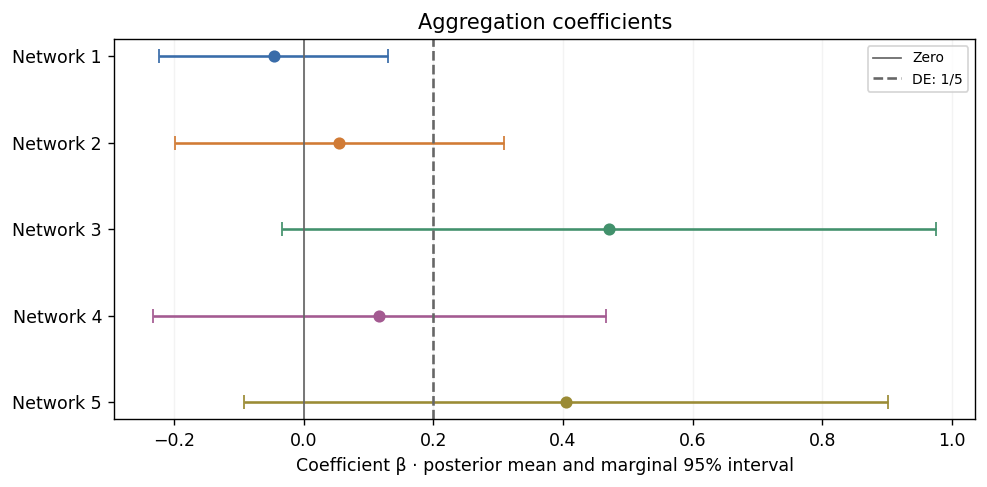 Aggregation coefficients
Network 1
Network 2
Network 3
Network 4
Network 5
Zero
DE: 1/5
−0.2 0.0 0.2 0.4 0.6 0.8 1.0
Coefficient β · posterior mean and marginal 95% interval